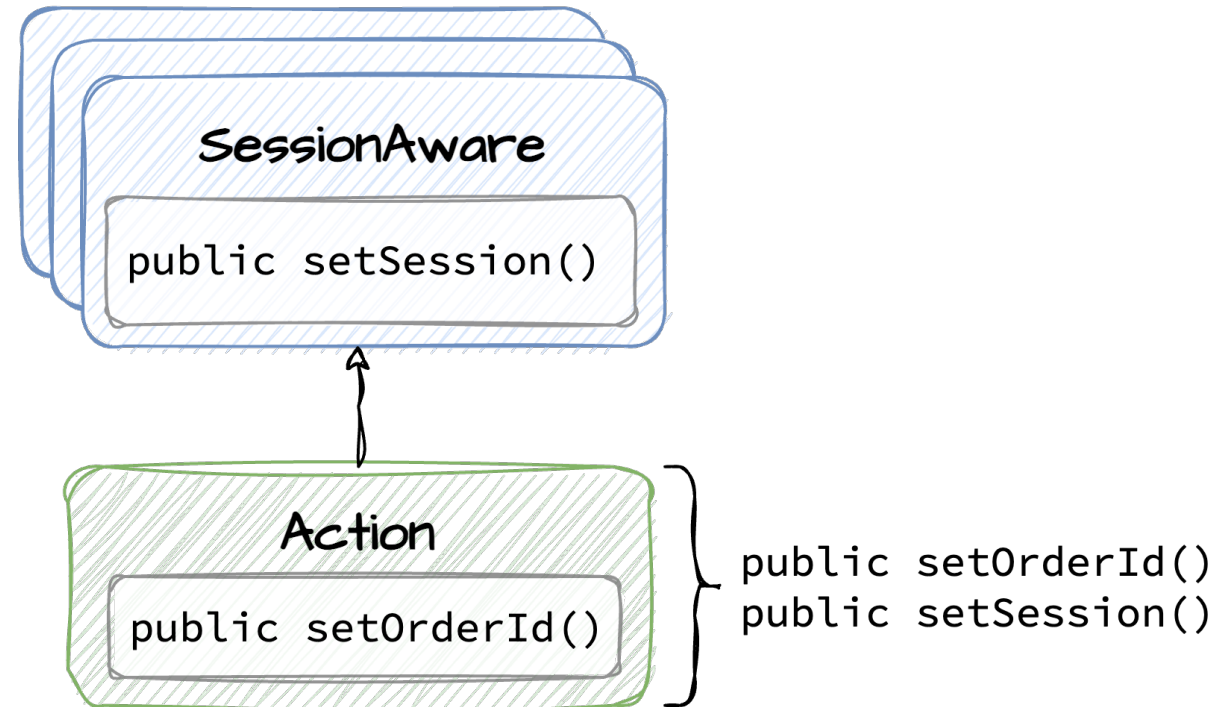 SessionAware
public setSession()
Action
public setOrderId()
public setOrderId()
public setSession()